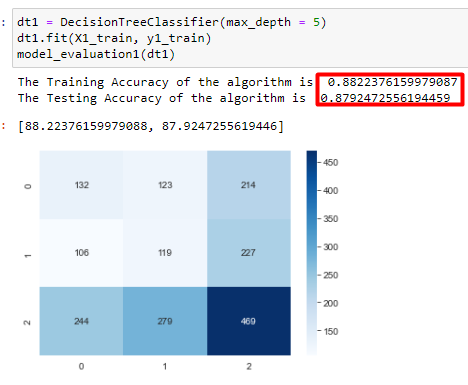 : dt1 = DecisionTreeClassifier(max_depth = 5)
dt1.fit(X1_train, y1_train)
model_evaluation1(dt1)
The Training Accuracy of the algorithm is 0.8822376159979087
The Testing Accuracy of the algorithm is 0.8792472556194459
: [88.22376159979088, 87.9247255619446]
0 132 123 214
1 106 119 227
2 244 279 469
0 1 2
450
400
350
300
250
200
150